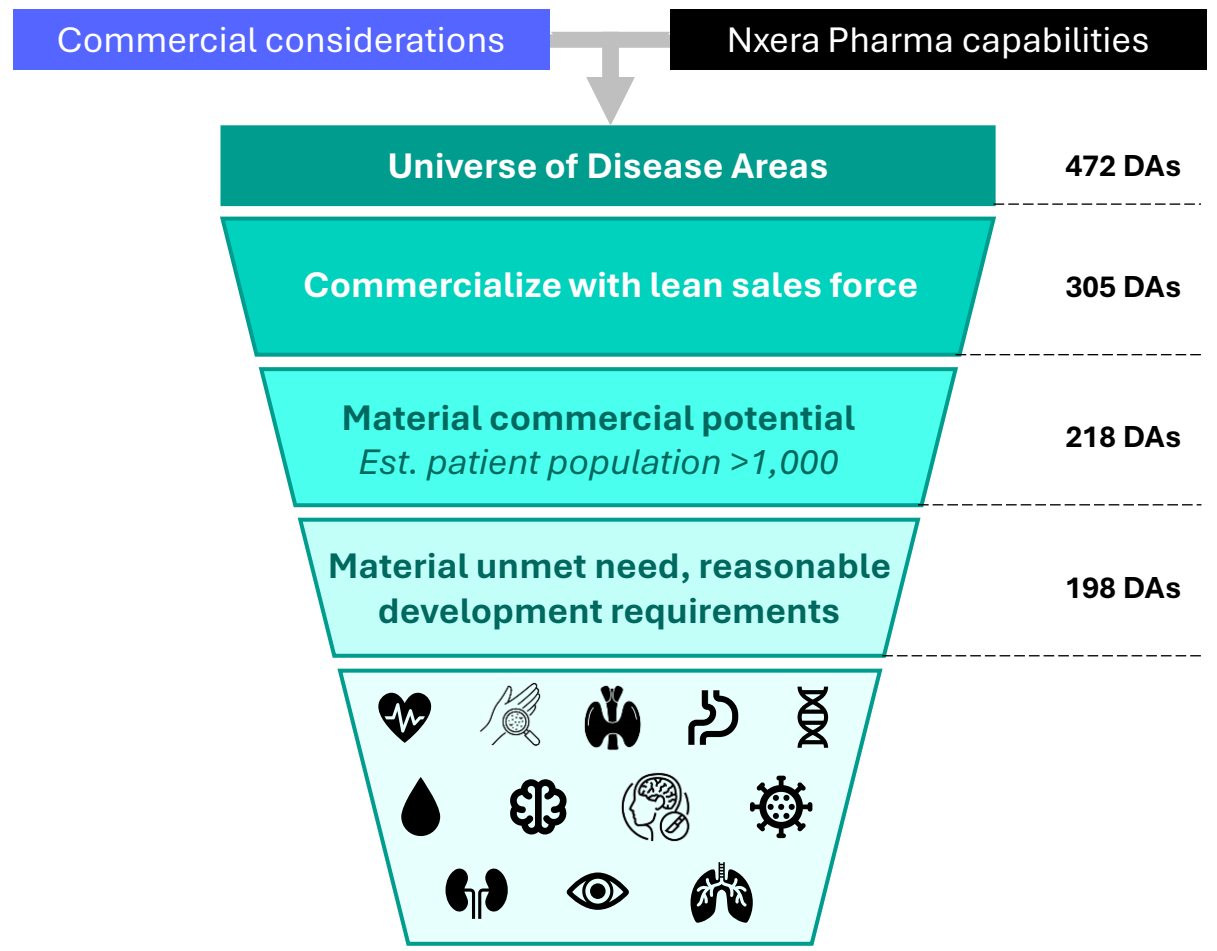 Commercial considerations
Nxera Pharma capabilities
Universe of Disease Areas
472 DAs
Commercialize with lean sales force
305 DAs
Material commercial potential
Est. patient population >1,000
218 DAs
Material unmet need, reasonable
development requirements
198 DAs